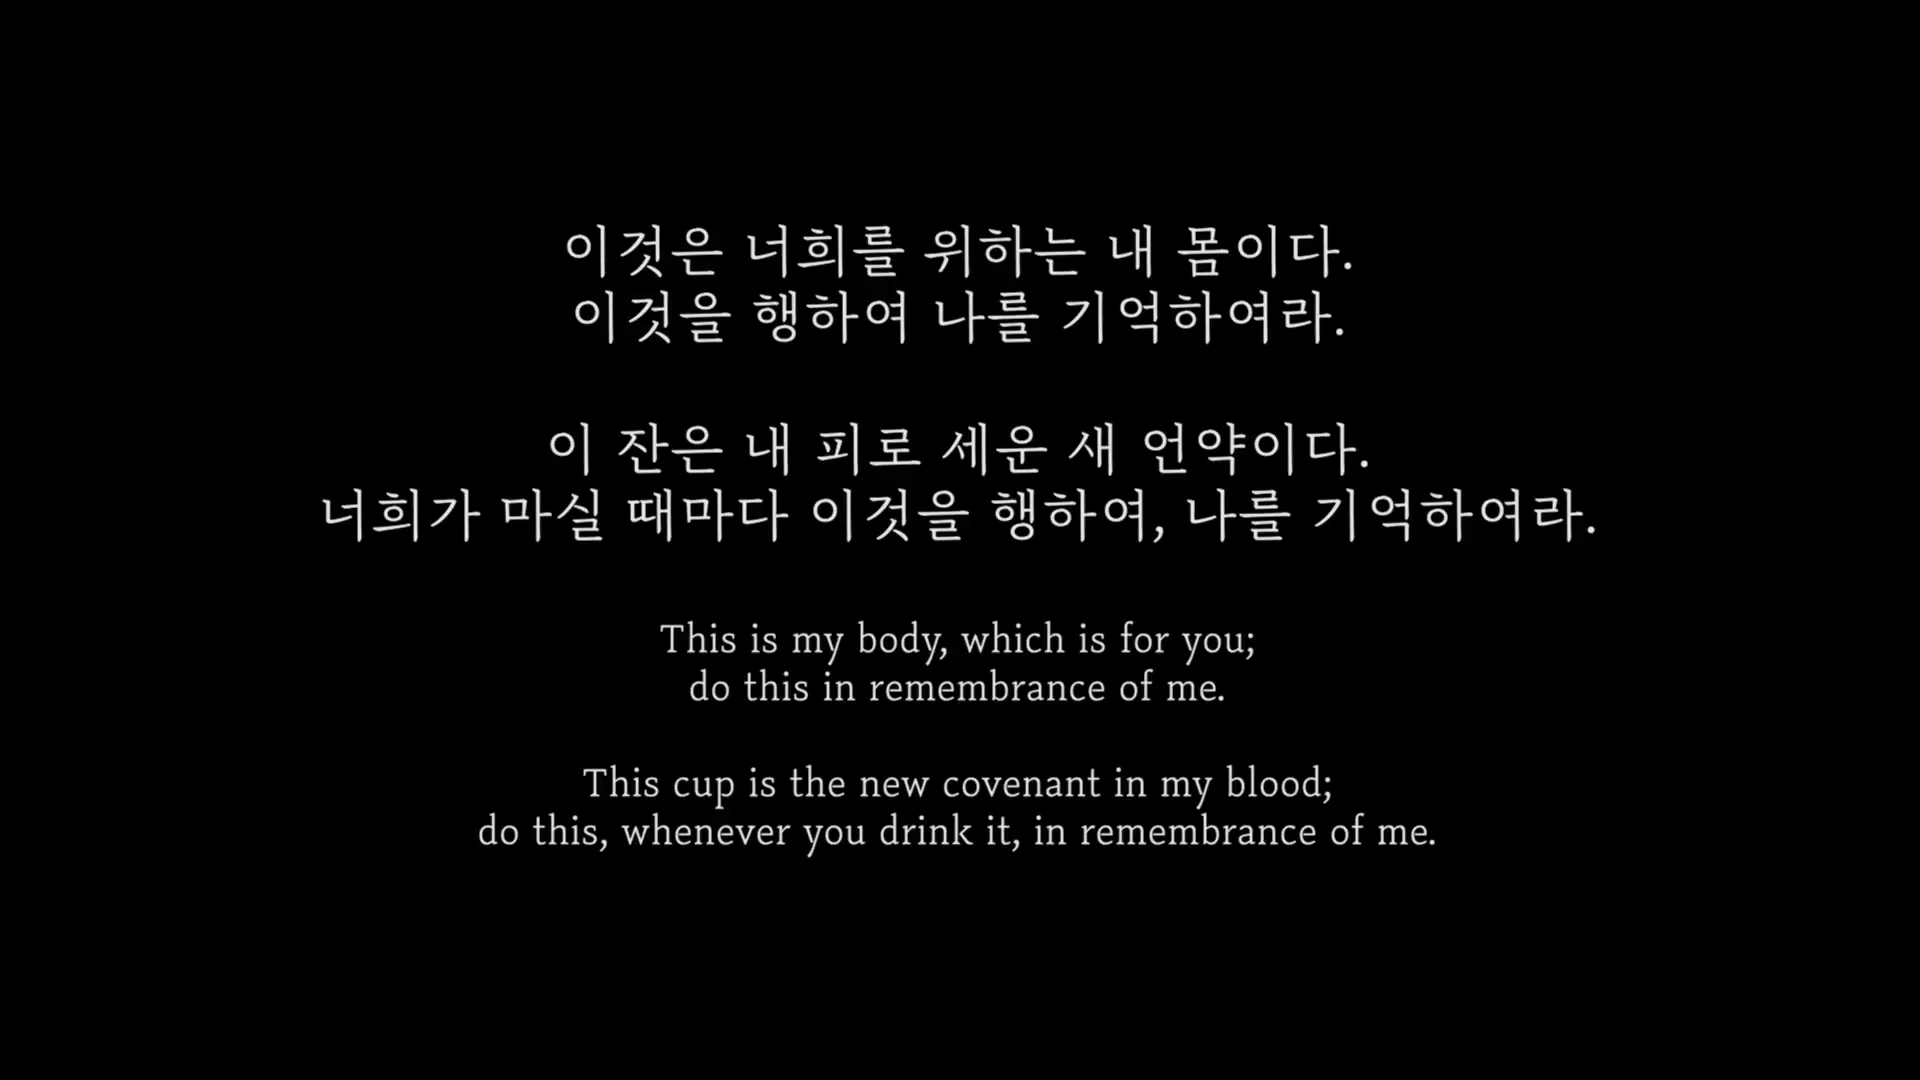 이것은 너희를 위하는 내 몸이다.
이것을 행하여 나를 기억하여라.
이 잔은 내 피로 세운 새 언약이다.
너희가 마실 때마다 이것을 행하여, 나를 기억하여라.
This is my body, which is for you;
do this in remembrance of me.
This cup is the new covenant in my blood;
do this, whenever you drink it, in remembrance of me.